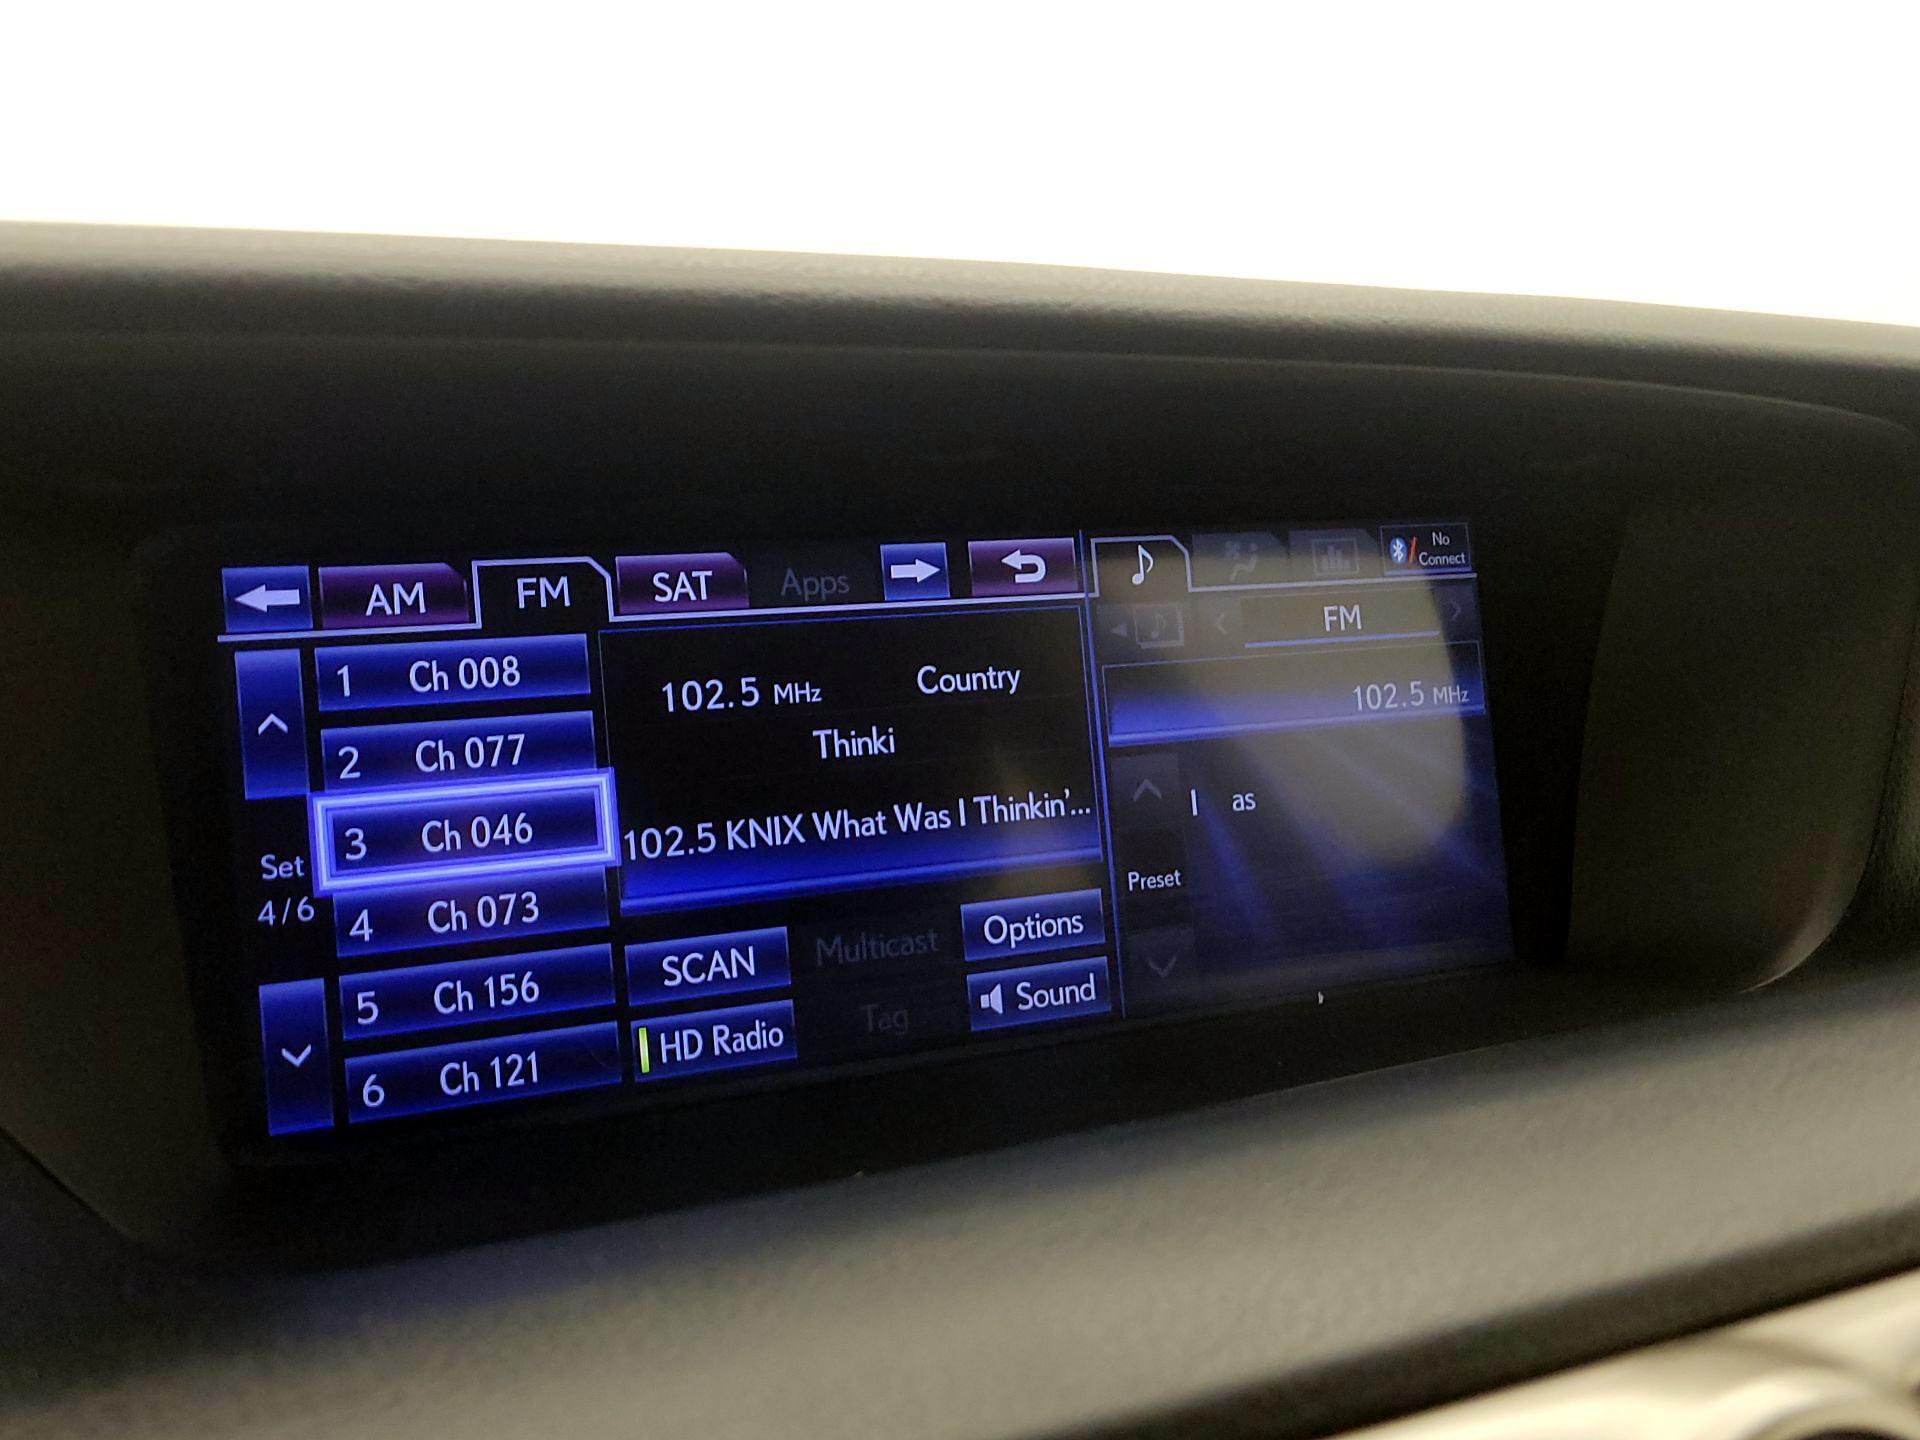 AM FM SAT Apps
No
Connect
1 Ch 008
2 Ch 077
3 Ch 046
4 Ch 073
5 Ch 156
6 Ch 121
Set
4/6
102.5 MHz Country
Thinki
102.5 KNIX What Was I Thinkin'...
SCAN Multicast Options
HD Radio Tag Sound
FM
102.5 MHz
as
Preset